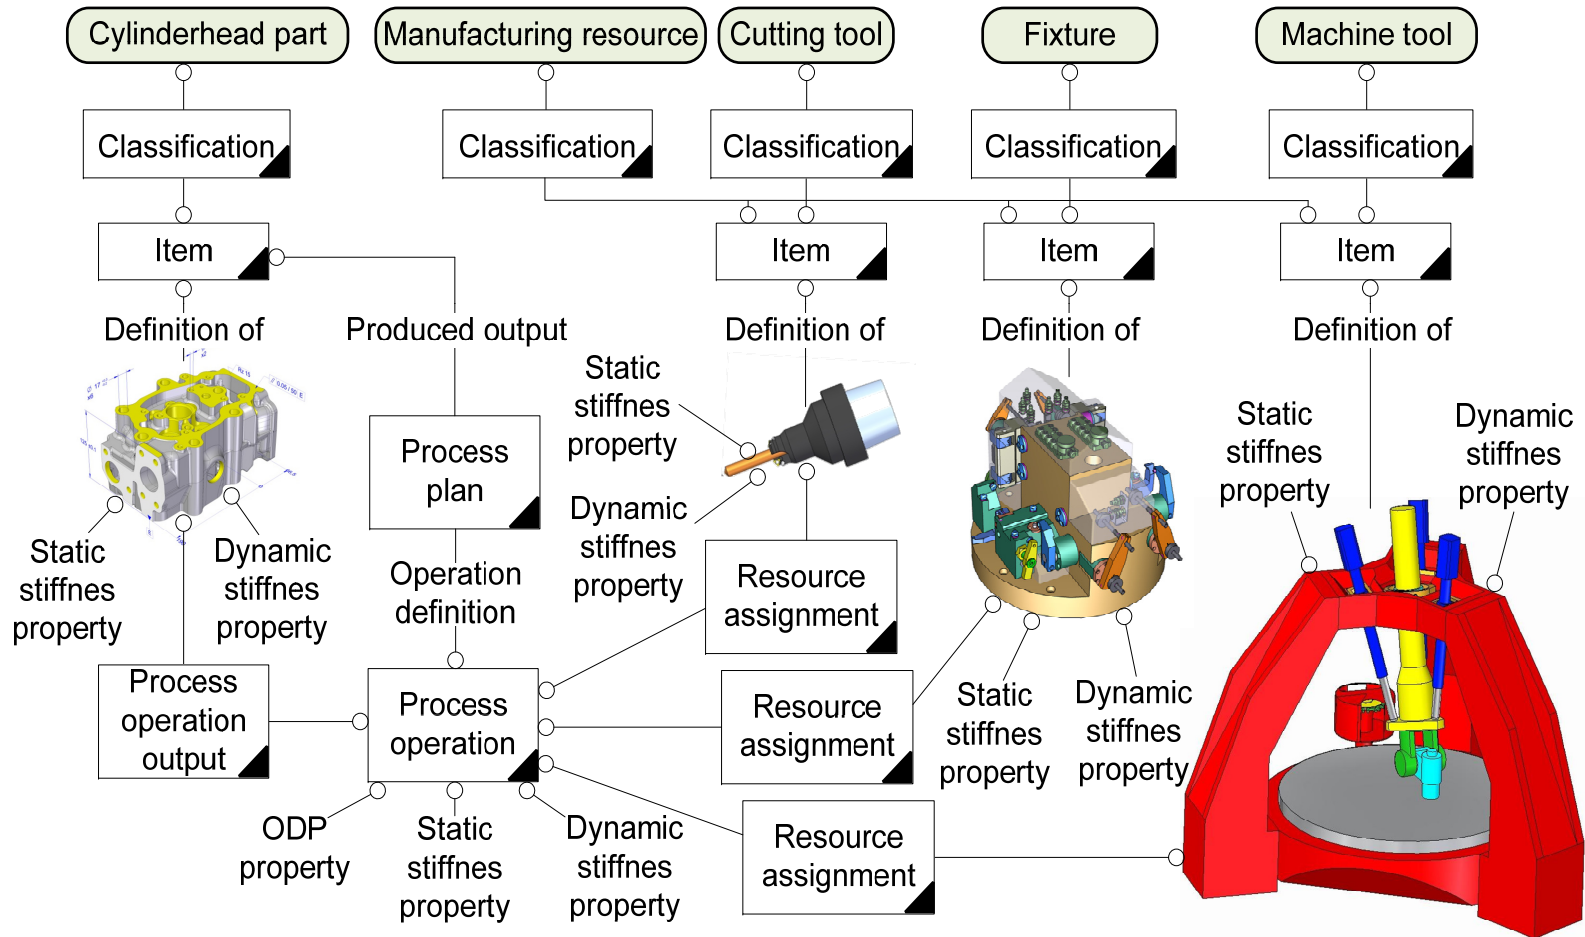 Cylinderhead part
Manufacturing resource
Cutting tool
Fixture
Machine tool
Classification
Classification
Classification
Classification
Classification
Item
Item
Item
Item
Definition of
Produced output
Definition of
Definition of
Definition of
Static
stiffnes
property
Static
stiffnes
property
Dynamic
stiffnes
property
Process
plan
Dynamic
stiffnes
property
Static
stiffnes
property
Dynamic
stiffnes
property
Operation
definition
Resource
assignment
Process
operation
output
Process
operation
Resource
assignment
Static
stiffnes
property
Dynamic
stiffnes
property
ODP
property
Static
stiffnes
property
Dynamic
stiffnes
property
Resource
assignment